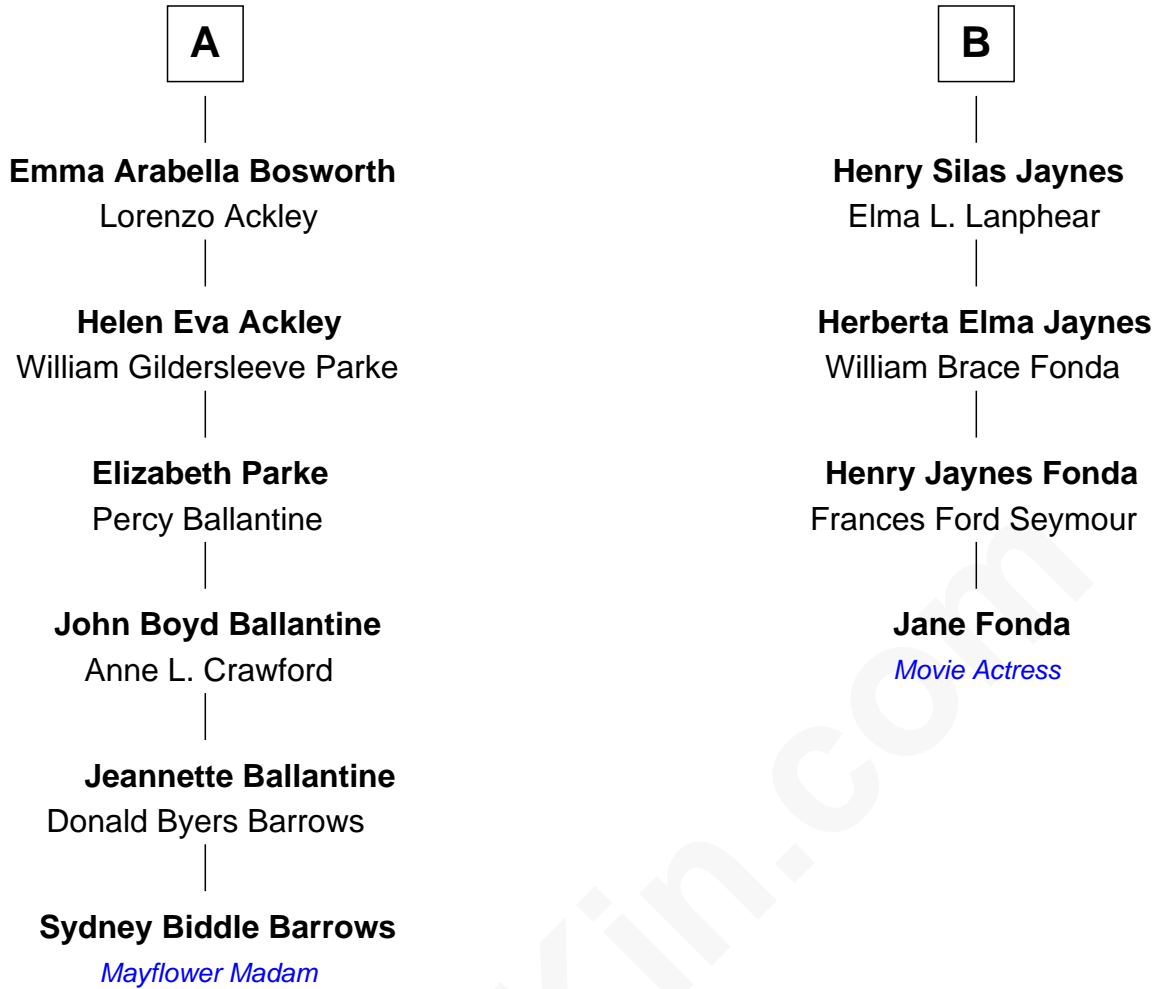 A
Emma Arabella Bosworth
Lorenzo Ackley
Helen Eva Ackley
William Gildersleeve Parke
Elizabeth Parke
Percy Ballantine
John Boyd Ballantine
Anne L. Crawford
Jeannette Ballantine
Donald Byers Barrows
Sydney Biddle Barrows
Mayflower Madam
B
Henry Silas Jaynes
Elma L. Lanphear
Herberta Elma Jaynes
William Brace Fonda
Henry Jaynes Fonda
Frances Ford Seymour
Jane Fonda
Movie Actress
Kin.com